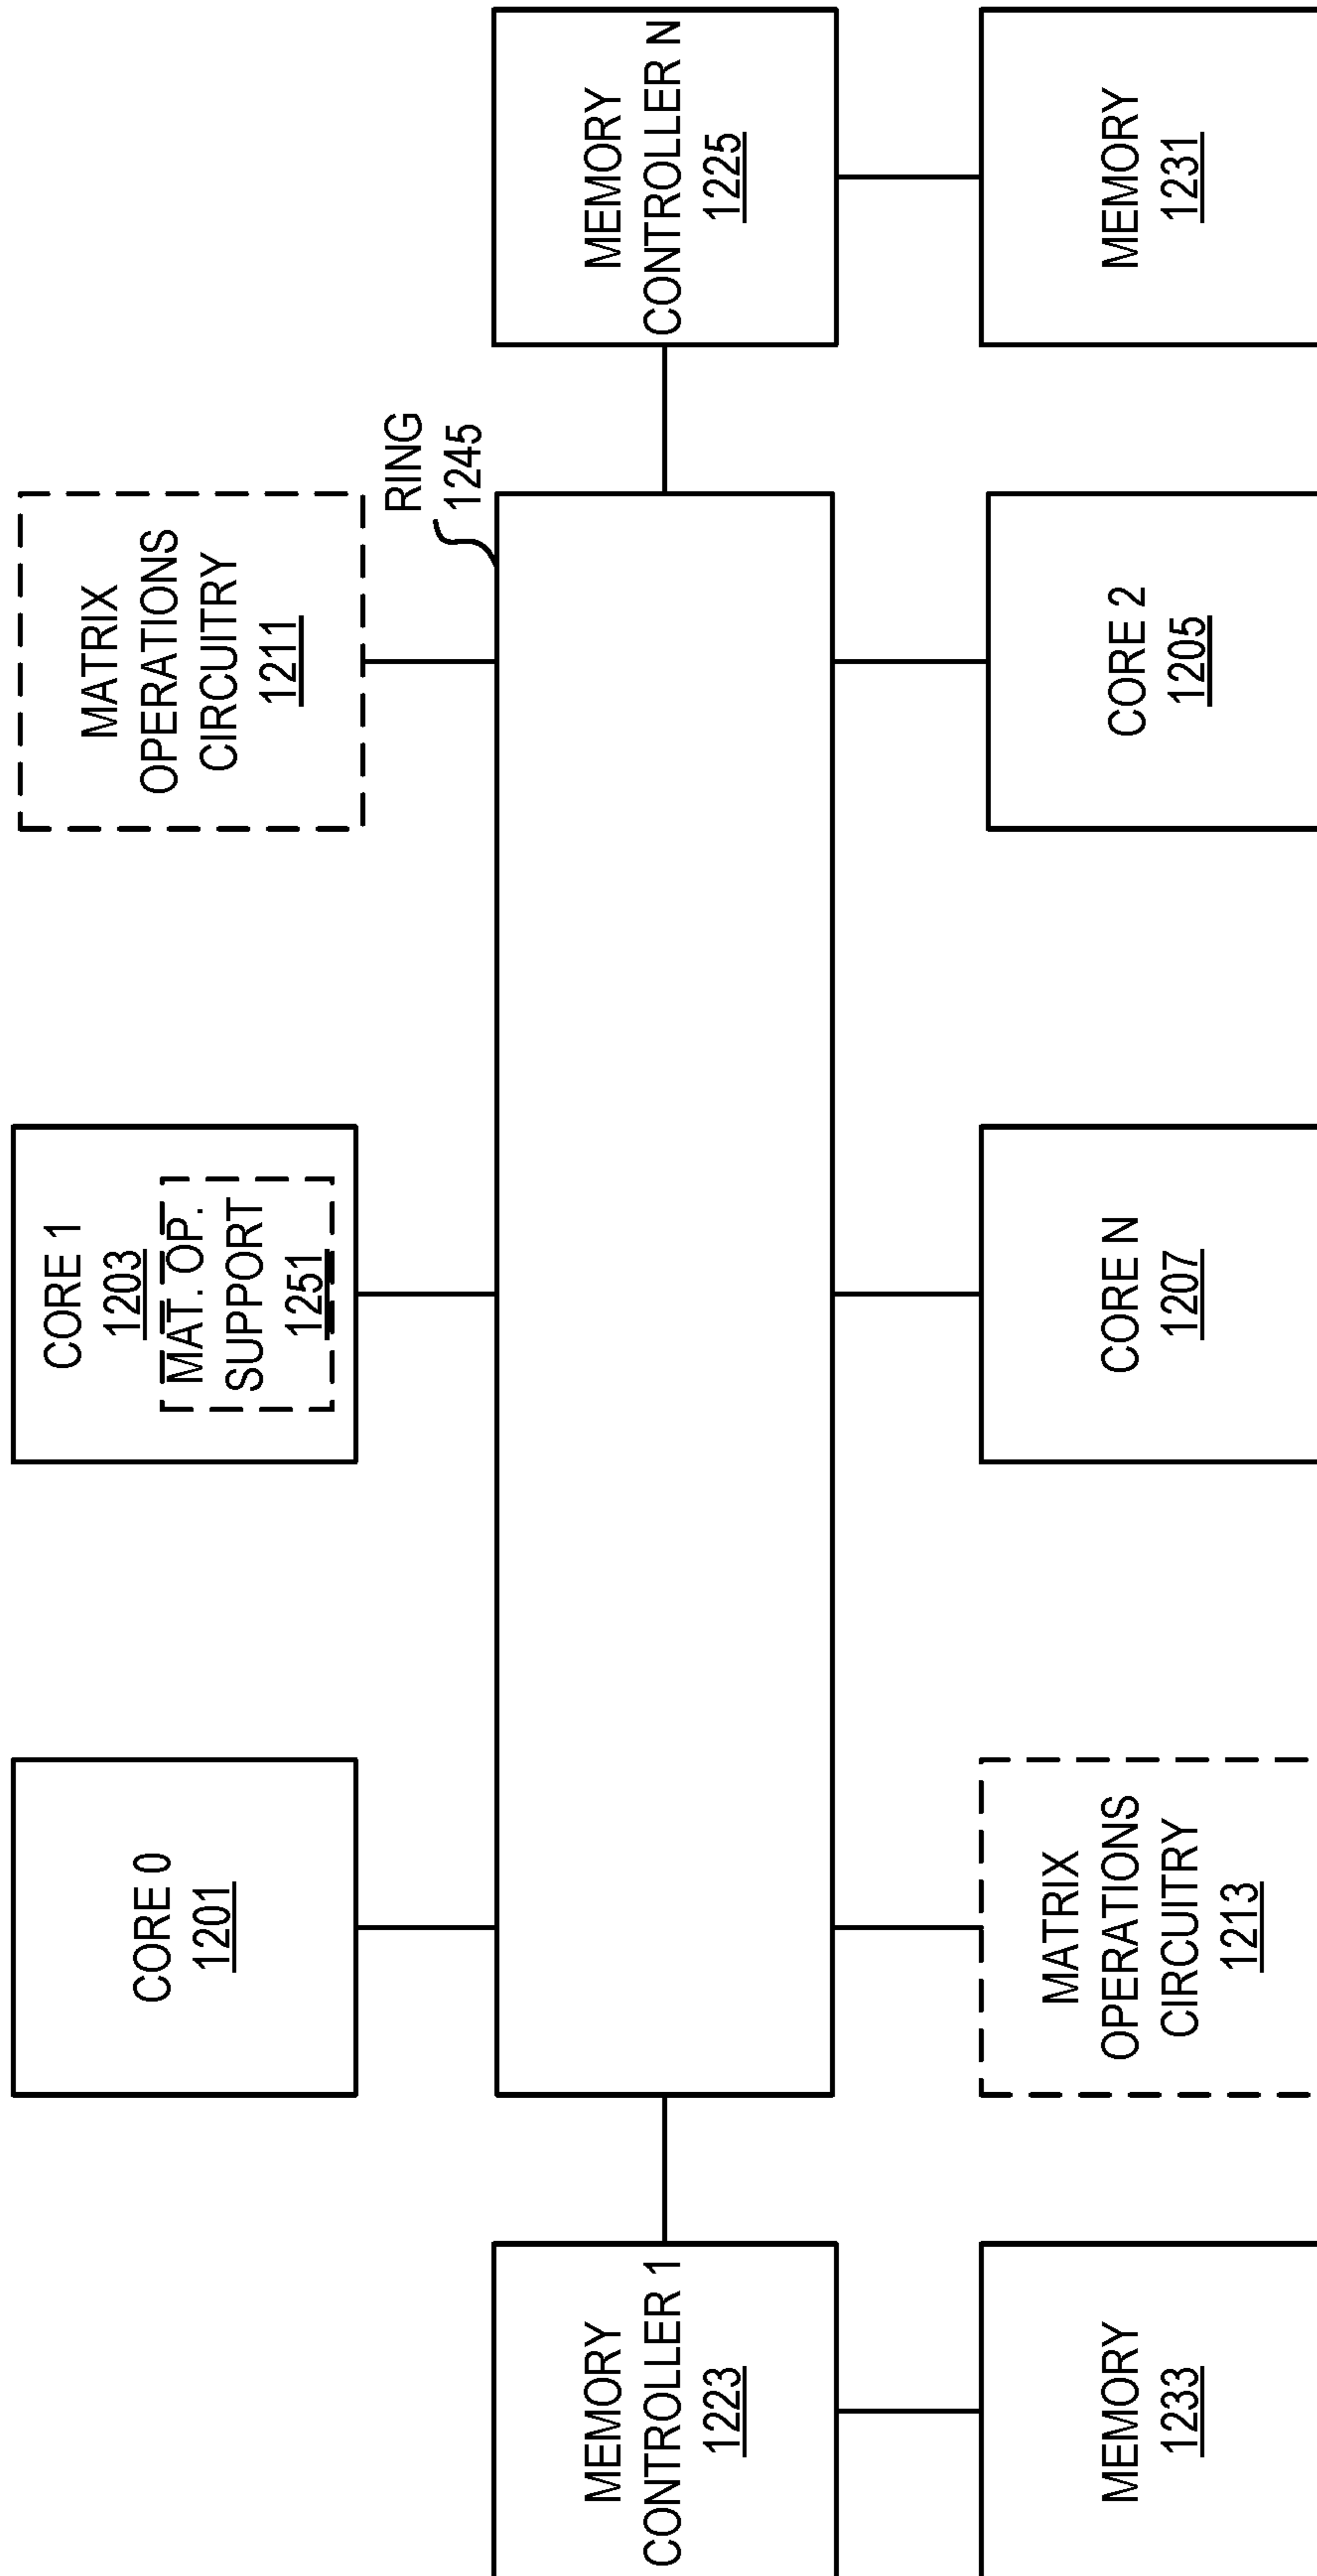 CORE 0
1201
CORE 1
1203
MAT. OP.
SUPPORT
1251
MATRIX
OPERATIONS
CIRCUITRY
1211
RING
1245
MEMORY
CONTROLLER 1
1223
MEMORY
CONTROLLER N
1225
MEMORY
1233
MATRIX
OPERATIONS
CIRCUITRY
1213
CORE N
1207
CORE 2
1205
MEMORY
1231